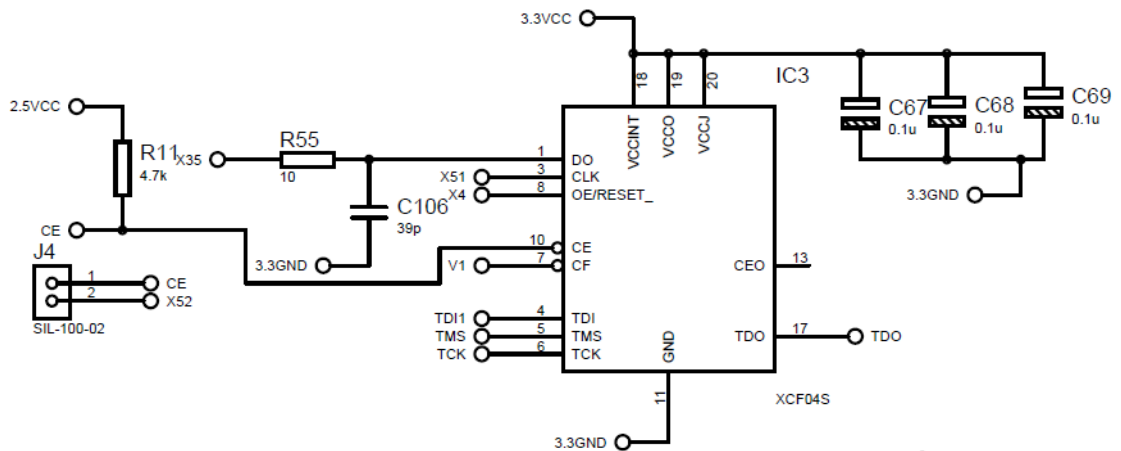 3.3VCC
18
19
20
IC3
2.5VCC
C67
0.1u
C68
0.1u
C69
0.1u
R11
4.7k
X35
R55
10
1
DO
VCCINT
VCCO
VCCJ
X51
3
CLK
X4
8
OE/RESET_
3.3GND
C106
39p
CE
10
CE
J4
3.3GND
V1
7
CF
CEO
13
1
CE
2
X52
SIL-100-02
TDI1
4
TDI
TMS
5
TMS
TCK
6
TCK
GND
TDO
17
TDO
11
XCF04S
3.3GND